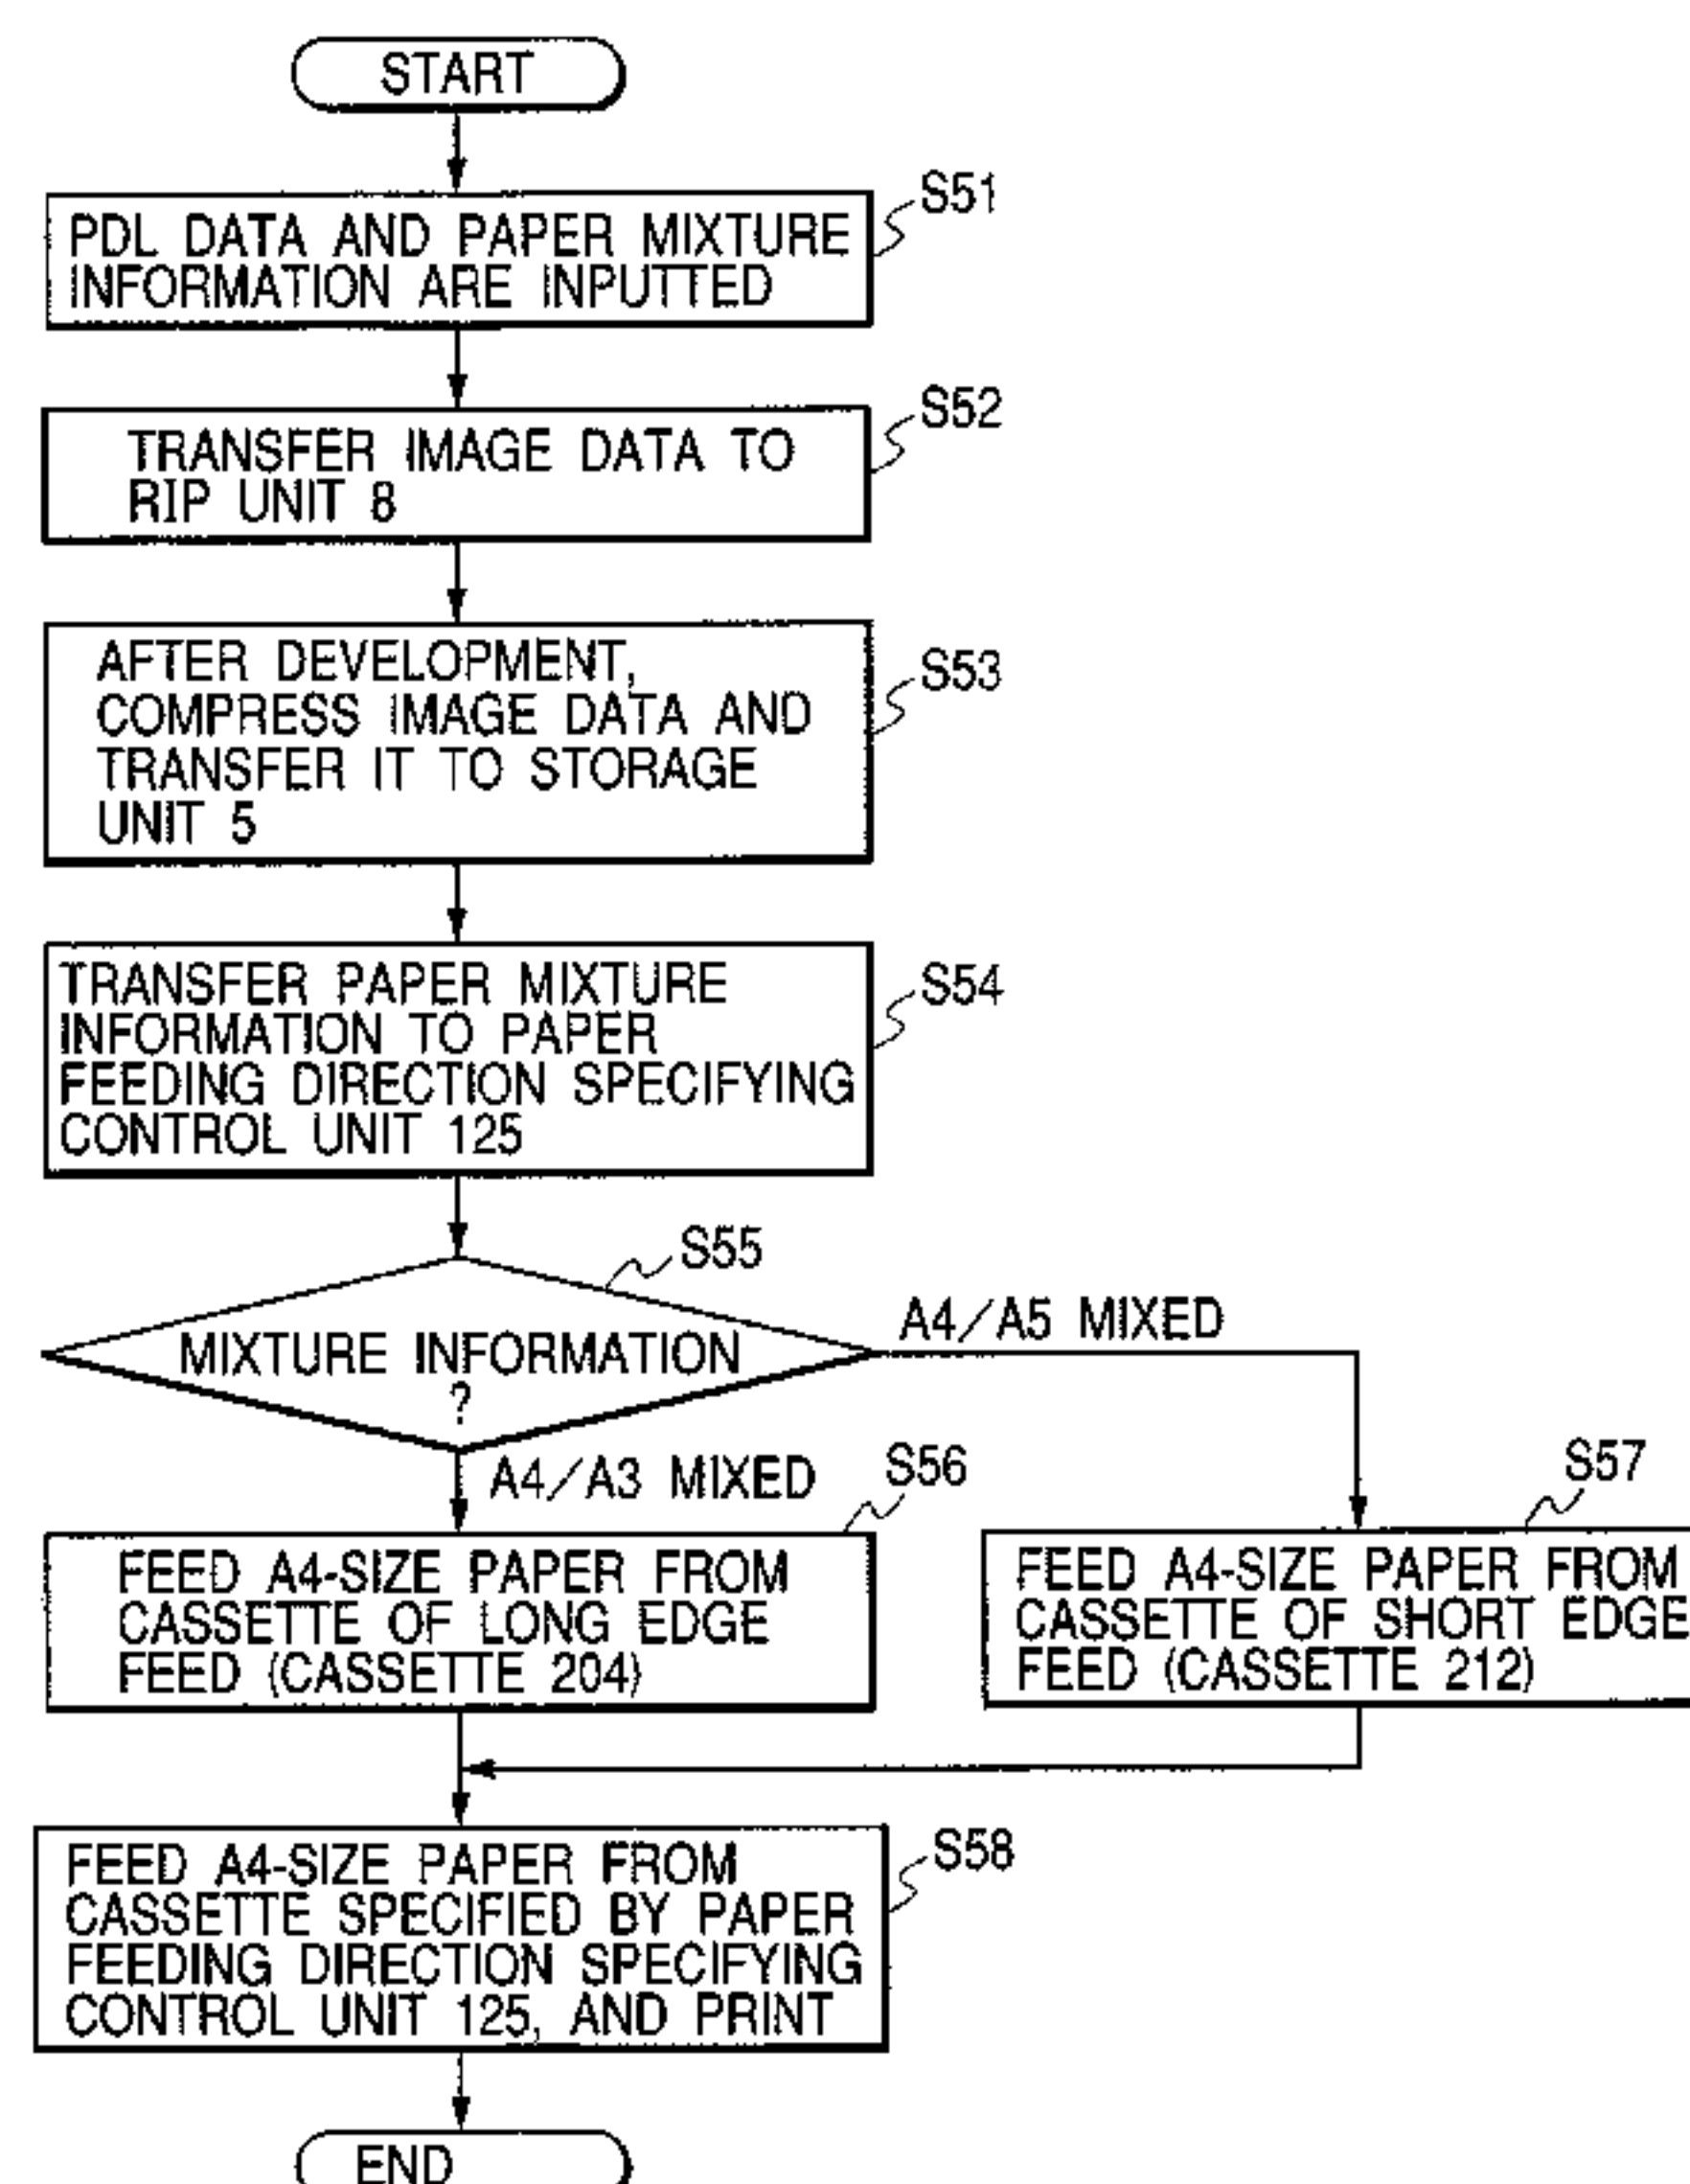 START
S51
PDL DATA AND PAPER MIXTURE
INFORMATION ARE INPUTTED
S52
TRANSFER IMAGE DATA TO
RIP UNIT 8
S53
AFTER DEVELOPMENT,
COMPRESS IMAGE DATA AND
TRANSFER IT TO STORAGE
UNIT 5
S54
TRANSFER PAPER MIXTURE
INFORMATION TO PAPER
FEEDING DIRECTION SPECIFYING
CONTROL UNIT 125
S55
MIXTURE INFORMATION
?
A4/A5 MIXED
A4/A3 MIXED
S56
FEED A4-SIZE PAPER FROM
CASSETTE OF LONG EDGE
FEED (CASSETTE 204)
S57
FEED A4-SIZE PAPER FROM
CASSETTE OF SHORT EDGE
FEED (CASSETTE 212)
S58
FEED A4-SIZE PAPER FROM
CASSETTE SPECIFIED BY PAPER
FEEDING DIRECTION SPECIFYING
CONTROL UNIT 125, AND PRINT
END